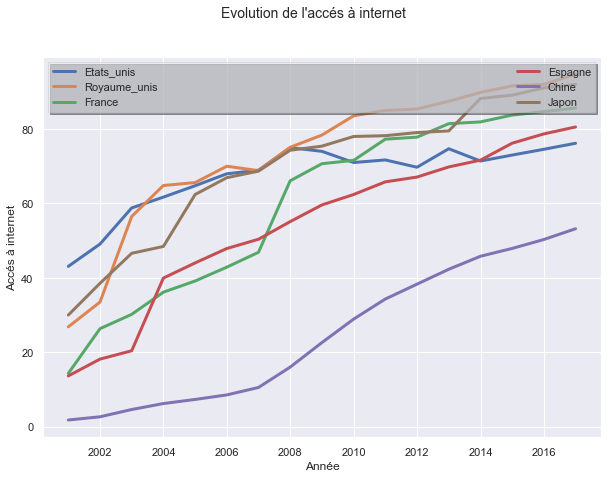 Evolution de l'accés à internet
Etats_unis
Royaume_unis
France
Espagne
Chine
Japon
Accés à internet
80
60
40
20
0
2002 2004 2006 2008 2010 2012 2014 2016
Année